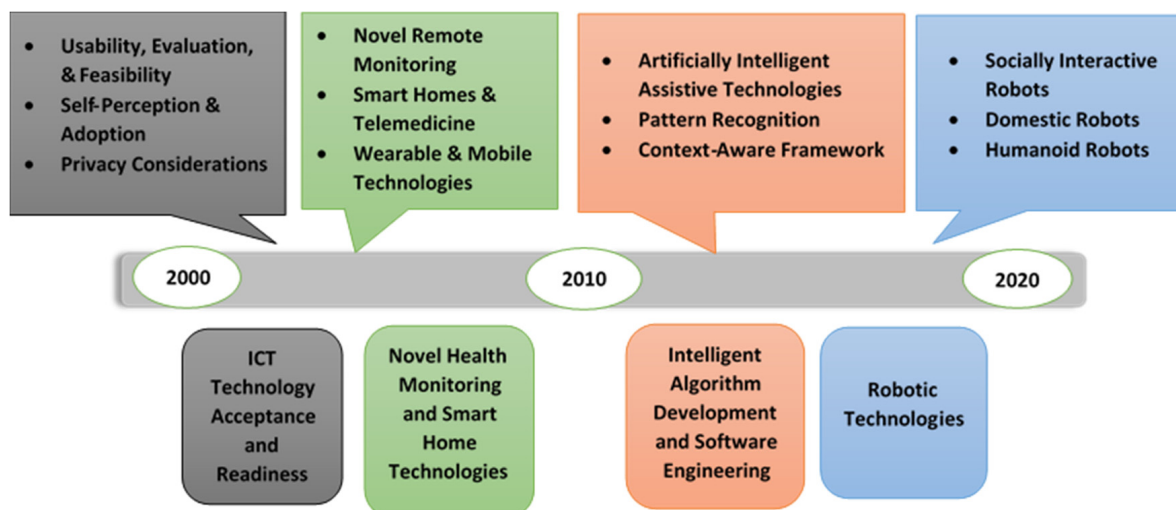 • Usability, Evaluation,
& Feasibility
• Self-Perception &
Adoption
• Privacy Considerations
• Novel Remote
Monitoring
• Smart Homes &
Telemedicine
• Wearable & Mobile
Technologies
• Artificially Intelligent
Assistive Technologies
• Pattern Recognition
• Context-Aware Framework
• Socially Interactive
Robots
• Domestic Robots
• Humanoid Robots
2000
2010
2020
ICT
Technology
Acceptance
and
Readiness
Novel Health
Monitoring
and Smart
Home
Technologies
Intelligent
Algorithm
Development
and Software
Engineering
Robotic
Technologies